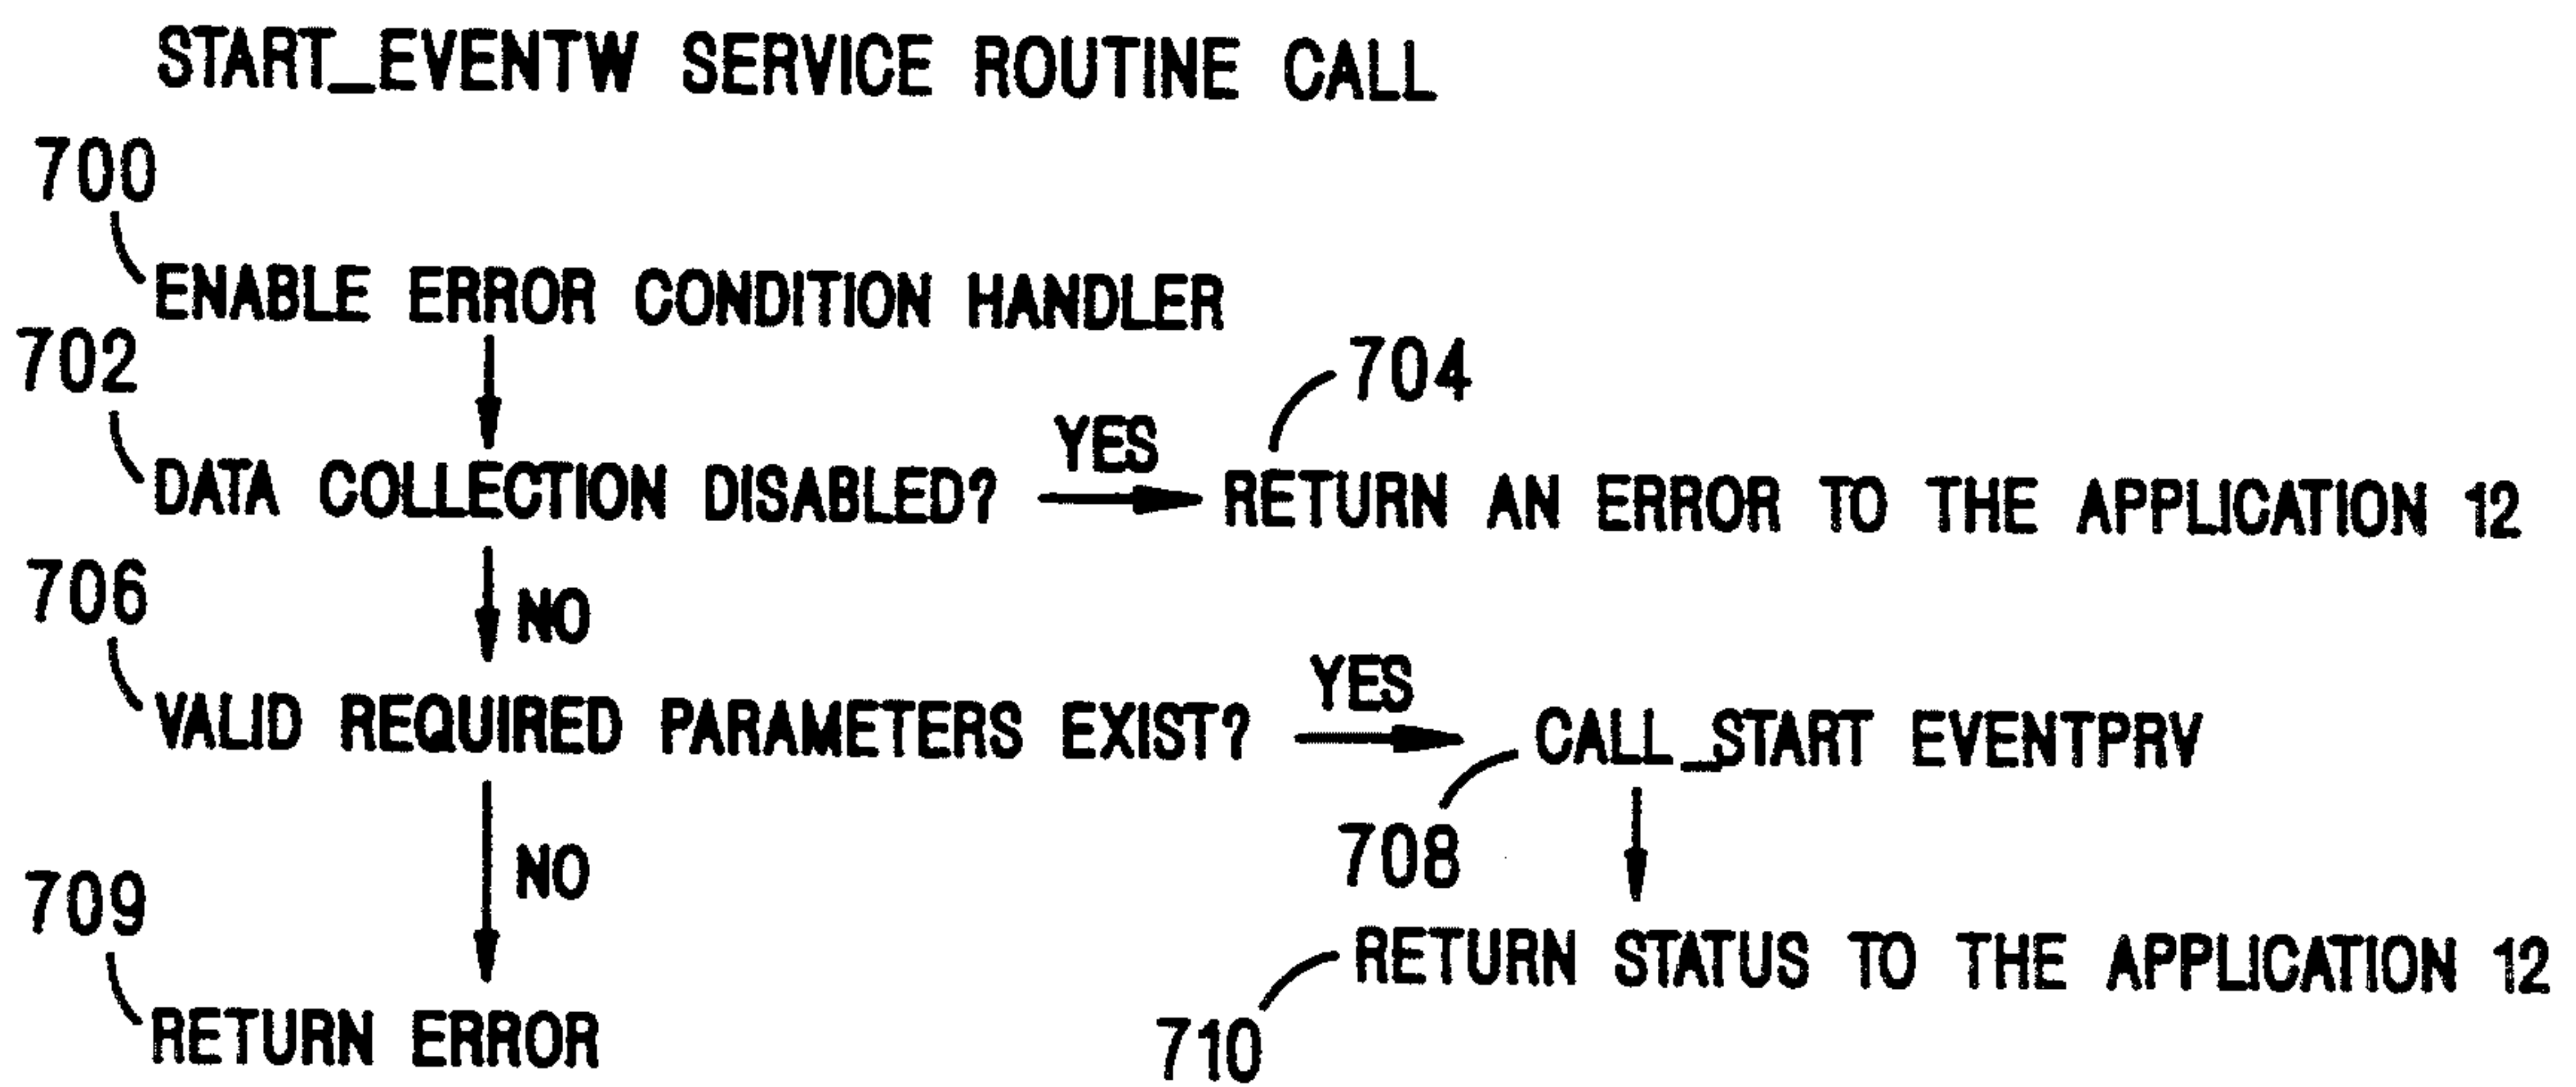 START_EVENTW SERVICE ROUTINE CALL
700
ENABLE ERROR CONDITION HANDLER
702
704
YES
DATA COLLECTION DISABLED?
RETURN AN ERROR TO THE APPLICATION 12
706
NO
YES
VALID REQUIRED PARAMETERS EXIST?
CALL_START EVENTPRV
708
NO
709
RETURN STATUS TO THE APPLICATION 12
RETURN ERROR
710